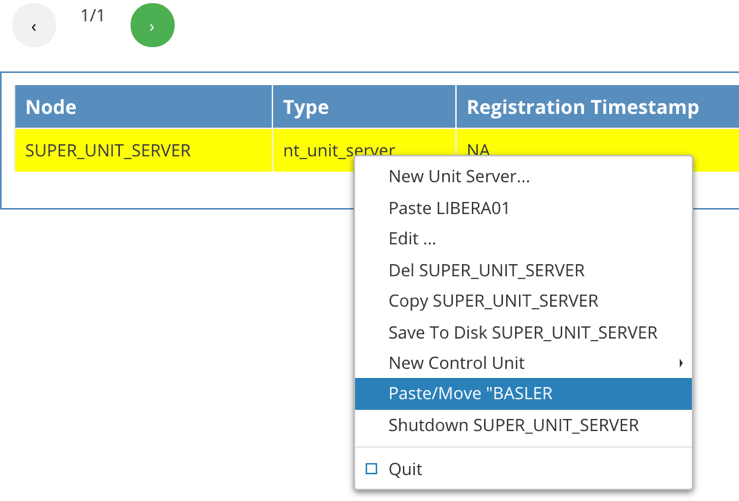 ‹ 1/1 ›
Node Type Registration Timestamp
SUPER_UNIT_SERVER nt_unit_server NA
New Unit Server...
Paste LIBERA01
Edit ...
Del SUPER_UNIT_SERVER
Copy SUPER_UNIT_SERVER
Save To Disk SUPER_UNIT_SERVER
New Control Unit
Paste/Move "BASLER
Shutdown SUPER_UNIT_SERVER
Quit